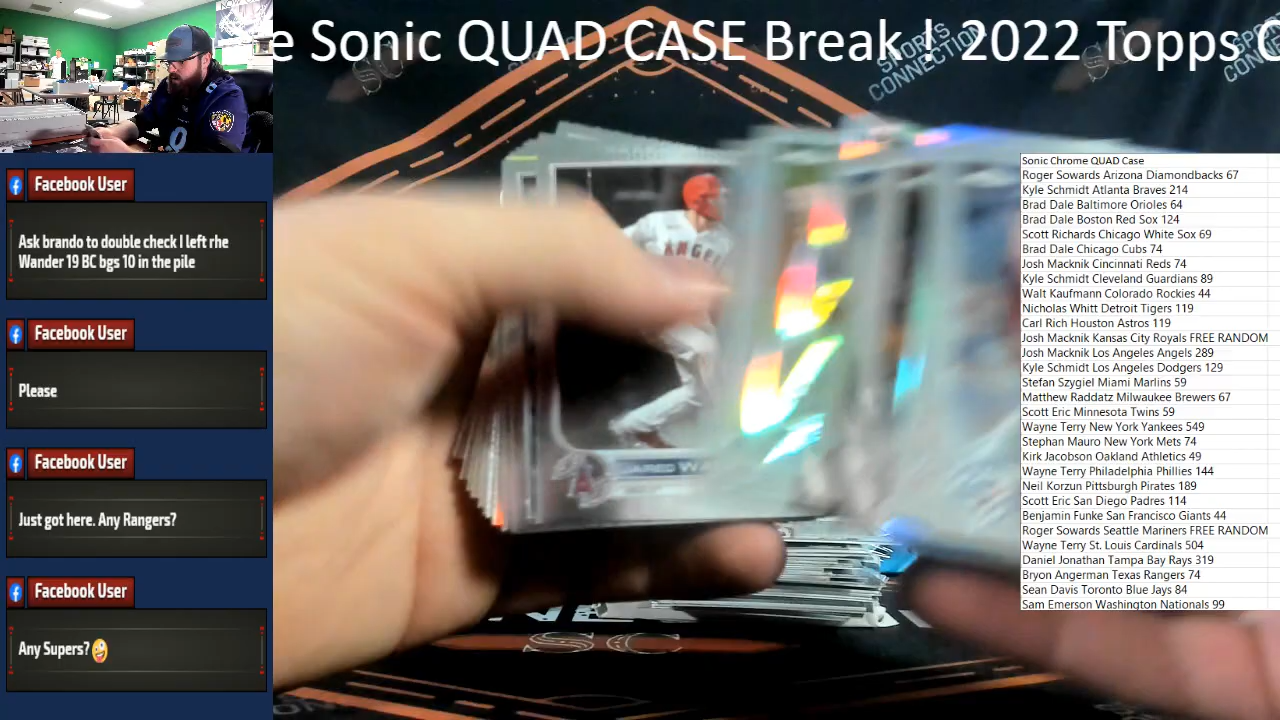 e Sonic QUAD CASE Break ! 2022 Topps C
SPORTS
CONNECTION
SC
Facebook User
Ask brando to double check I left rhe
Wander 19 BC bgs 10 in the pile
Facebook User
Please
Facebook User
Just got here. Any Rangers?
Facebook User
Any Supers?
ANGEL
JARED WA
SC
Sonic Chrome QUAD Case
Roger Sowards Arizona Diamondbacks 67
Kyle Schmidt Atlanta Braves 214
Brad Dale Baltimore Orioles 64
Brad Dale Boston Red Sox 124
Scott Richards Chicago White Sox 69
Brad Dale Chicago Cubs 74
Josh Macknik Cincinnati Reds 74
Kyle Schmidt Cleveland Guardians 89
Walt Kaufmann Colorado Rockies 44
Nicholas Whitt Detroit Tigers 119
Carl Rich Houston Astros 119
Josh Macknik Kansas City Royals FREE RANDOM
Josh Macknik Los Angeles Angels 289
Kyle Schmidt Los Angeles Dodgers 129
Stefan Szygiel Miami Marlins 59
Matthew Raddatz Milwaukee Brewers 67
Scott Eric Minnesota Twins 59
Wayne Terry New York Yankees 549
Stephan Mauro New York Mets 74
Kirk Jacobson Oakland Athletics 49
Wayne Terry Philadelphia Phillies 144
Neil Korzun Pittsburgh Pirates 189
Scott Eric San Diego Padres 114
Benjamin Funke San Francisco Giants 44
Roger Sowards Seattle Mariners FREE RANDOM
Wayne Terry St. Louis Cardinals 504
Daniel Jonathan Tampa Bay Rays 319
Bryon Angerman Texas Rangers 74
Sean Davis Toronto Blue Jays 84
Sam Emerson Washington Nationals 99